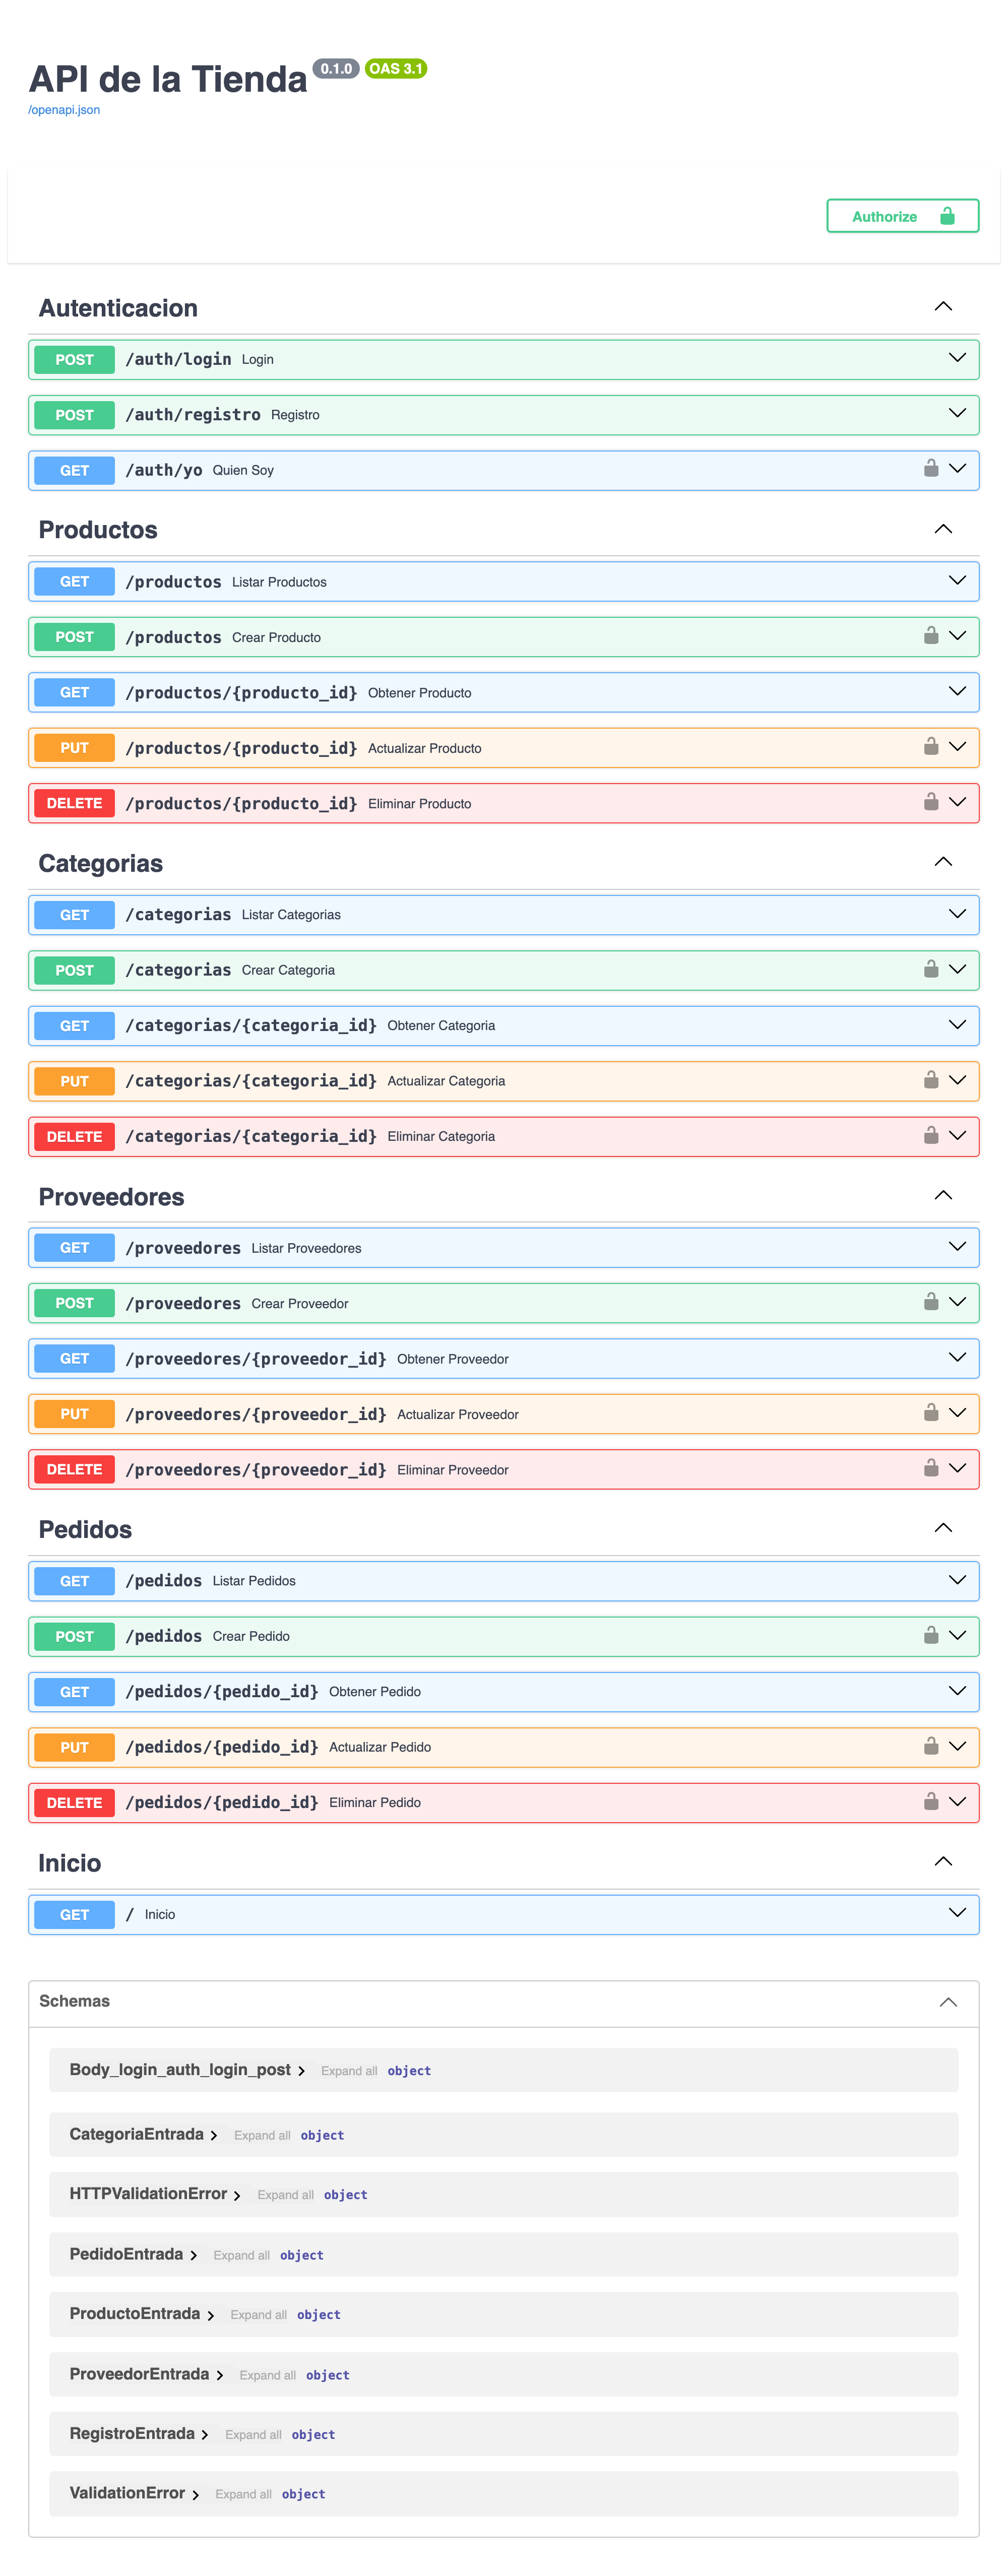 API de la Tienda 0.1.0 OAS 3.1
/openapi.json
Authorize
Autenticacion
POST /auth/login Login
POST /auth/registro Registro
GET /auth/yo Quien Soy
Productos
GET /productos Listar Productos
POST /productos Crear Producto
GET /productos/{producto_id} Obtener Producto
PUT /productos/{producto_id} Actualizar Producto
DELETE /productos/{producto_id} Eliminar Producto
Categorias
GET /categorias Listar Categorias
POST /categorias Crear Categoria
GET /categorias/{categoria_id} Obtener Categoria
PUT /categorias/{categoria_id} Actualizar Categoria
DELETE /categorias/{categoria_id} Eliminar Categoria
Proveedores
GET /proveedores Listar Proveedores
POST /proveedores Crear Proveedor
GET /proveedores/{proveedor_id} Obtener Proveedor
PUT /proveedores/{proveedor_id} Actualizar Proveedor
DELETE /proveedores/{proveedor_id} Eliminar Proveedor
Pedidos
GET /pedidos Listar Pedidos
POST /pedidos Crear Pedido
GET /pedidos/{pedido_id} Obtener Pedido
PUT /pedidos/{pedido_id} Actualizar Pedido
DELETE /pedidos/{pedido_id} Eliminar Pedido
Inicio
GET / Inicio
Schemas
Body_login_auth_login_post Expand all object
CategoriaEntrada Expand all object
HTTPValidationError Expand all object
PedidoEntrada Expand all object
ProductoEntrada Expand all object
ProveedorEntrada Expand all object
RegistroEntrada Expand all object
ValidationError Expand all object